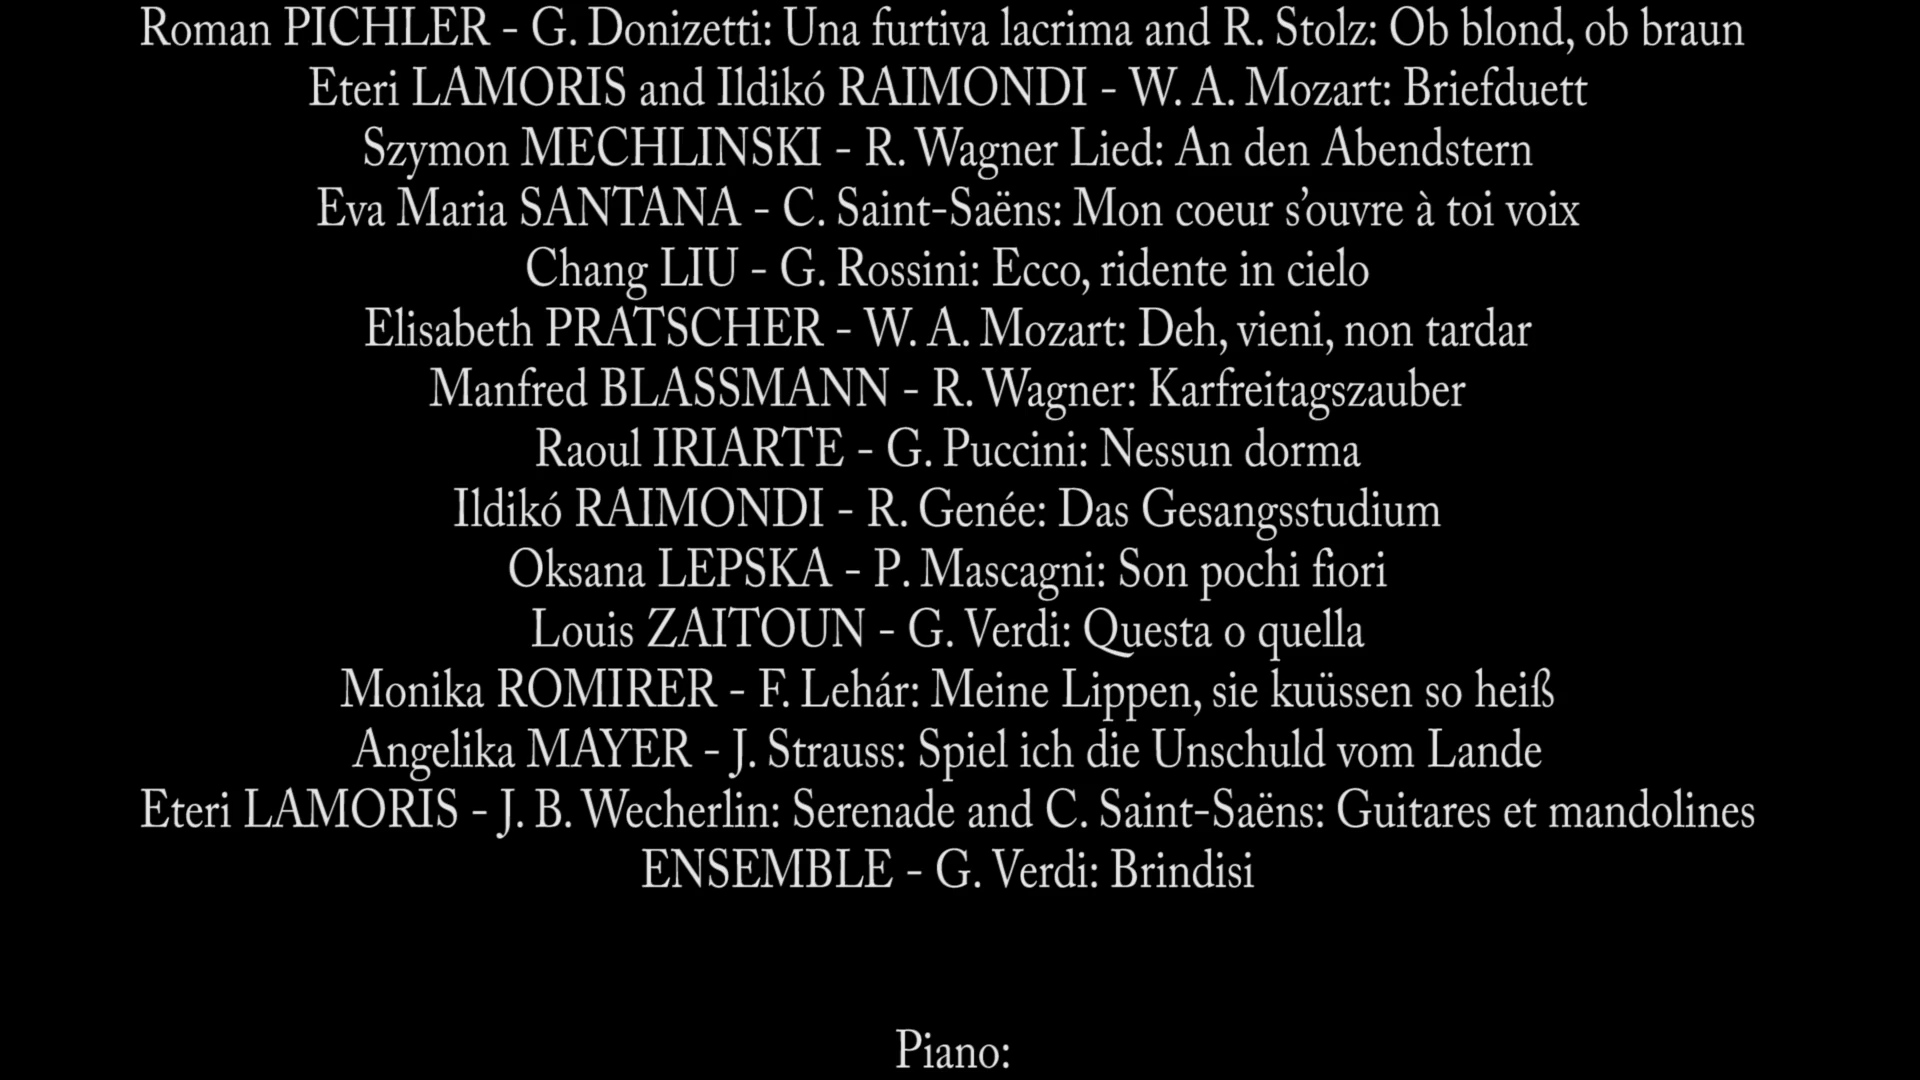 Roman PICHLER - G. Donizetti: Una furtiva lacrima and R. Stolz: Ob blond, ob braun
Eteri LAMORIS and Ildikó RAIMONDI - W. A. Mozart: Briefduett
Szymon MECHLINSKI - R. Wagner Lied: An den Abendstern
Eva Maria SANTANA - C. Saint-Saëns: Mon coeur s’ouvre à toi voix
Chang LIU - G. Rossini: Ecco, ridente in cielo
Elisabeth PRATSCHER - W. A. Mozart: Deh, vieni, non tardar
Manfred BLASSMANN - R. Wagner: Karfreitagszauber
Raoul IRIARTE - G. Puccini: Nessun dorma
Ildikó RAIMONDI - R. Genée: Das Gesangsstudium
Oksana LEPSKA - P. Mascagni: Son pochi fiori
Louis ZAITOUN - G. Verdi: Questa o quella
Monika ROMIRER - F. Lehár: Meine Lippen, sie kuüssen so heiß
Angelika MAYER - J. Strauss: Spiel ich die Unschuld vom Lande
Eteri LAMORIS - J. B. Wecherlin: Serenade and C. Saint-Saëns: Guitares et mandolines
ENSEMBLE - G. Verdi: Brindisi
Piano: